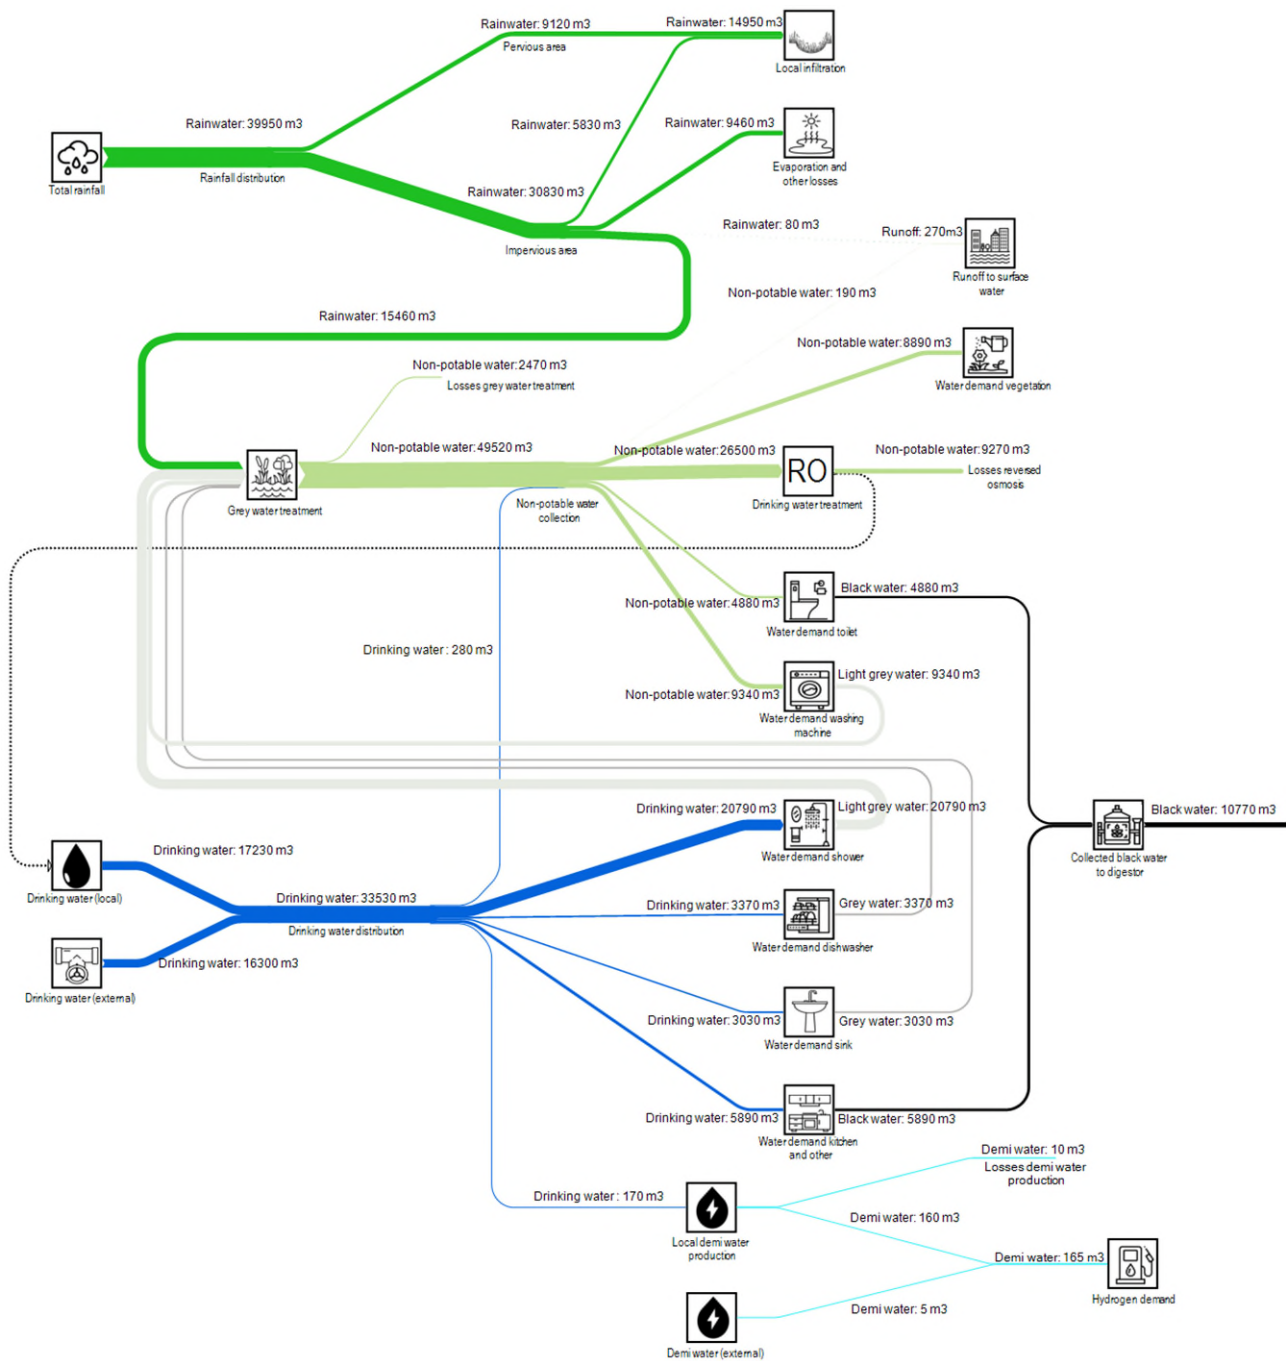 Rainwater: 9120 m3
Rainwater: 14950 m3
Pervious area
Local infiltration
Rainwater: 39950 m3
Rainwater:
5830 m3
Rainwater: 9460 m3
Total rainfall
Rainfall distribution
Evaporation and
other losses
Rainwater: 30830 m3
Impervious area
Rainwater: 80 m3
Runoff: 270m3
Runoff to surface
water
Non-potable water: 190 m3
Rainwater: 15460 m3
Non-potable water:8890 m3
Water demand vegetation
Non-potable water:2470 m3
Losses grey water treatment
Non-potable water:49520 m3
Non-potable water:26500 m3
Non-potable water:9270 m3
RO
Losses reversed
osmosis
Grey water treatment
Non-potable water
collection
Drinking water treatment
Non-potable water:4880 m3
Black water: 4880 m3
Water demand toilet
Drinking water : 280 m3
Light grey water: 9340 m3
Non-potable water:9340 m3
Water demand washing
machine
Drinking water: 20790 m3
Light grey water: 20790 m3
Water demand shower
Black water: 10770 m3
Collected black water
to digestor
Drinking water: 17230 m3
Drinking water (local)
Drinking water: 33530 m3
Drinking water distribution
Drinking water: 3370 m3
Grey water: 3370 m3
Water demand dishwasher
Drinking water: 16300 m3
Drinking water (external)
Drinking water: 3030 m3
Grey water: 3030 m3
Water demand sink
Drinking water: 5890 m3
Black water: 5890 m3
Water demand kitchen
and other
Demi water: 10 m3
Losses demi water
production
Drinking water : 170 m3
Local demi water
production
Demi water: 160 m3
Demi water: 165 m3
Hydrogen demand
Demi water: 5 m3
Demi water (external)